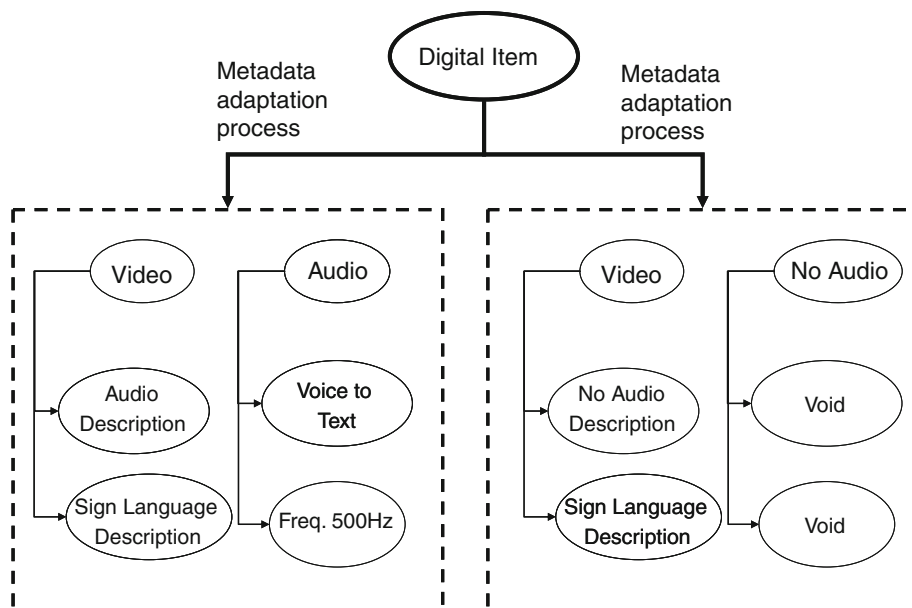 Digital Item
Metadata
adaptation
process
Metadata
adaptation
process
Video
Audio
Audio
Description
Voice to
Text
Sign Language
Description
Freq. 500Hz
Video
No Audio
No Audio
Description
Void
Sign Language
Description
Void